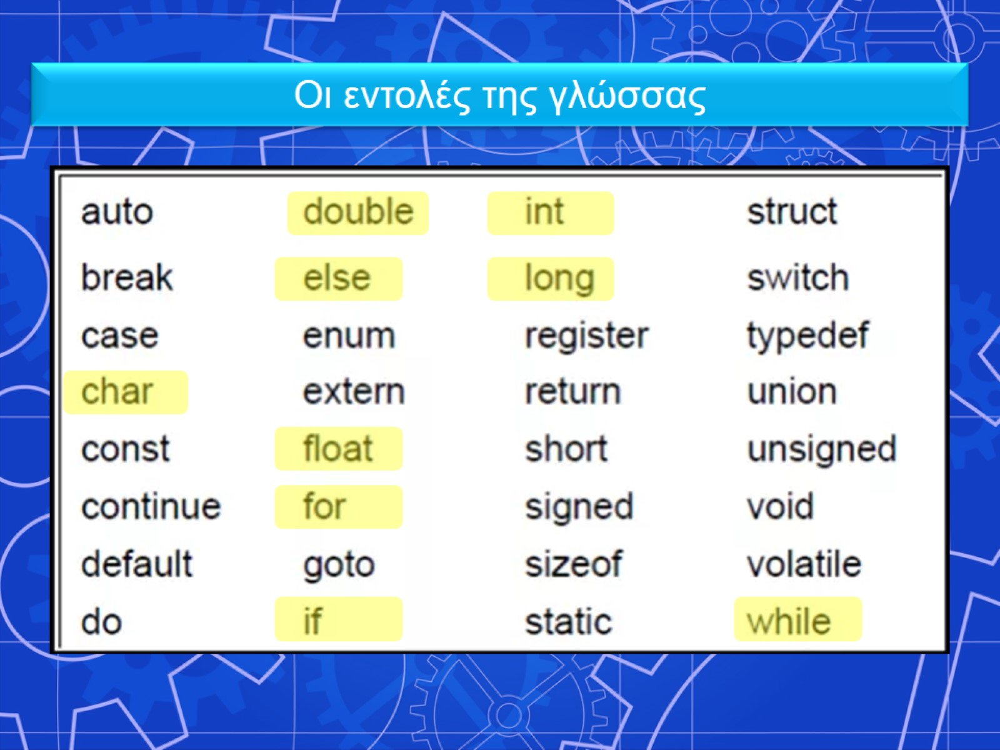 Οι εντολές της γλώσσας
auto double int struct
break else long switch
case enum register typedef
char extern return union
const float short unsigned
continue for signed void
default goto sizeof volatile
do if static while